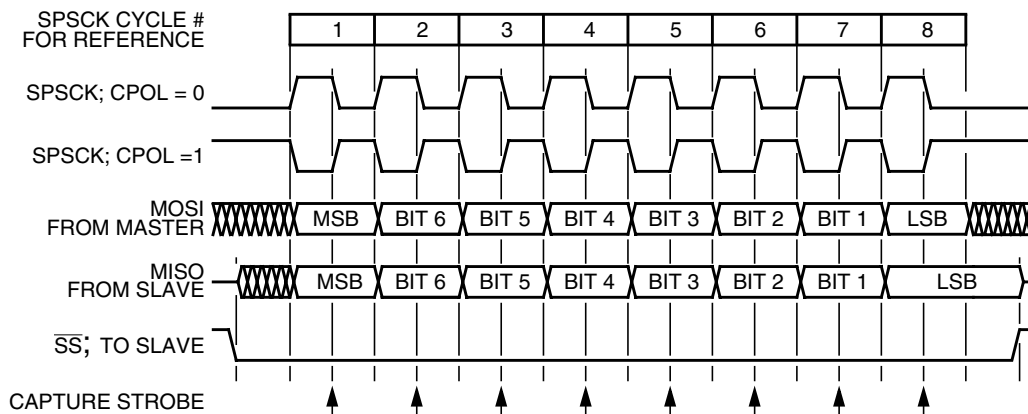 SPSCK CYCLE #
FOR REFERENCE
1 2 3 4 5 6 7 8
SPSCK; CPOL = 0
SPSCK; CPOL =1
MOSI
FROM MASTER
MSB BIT 6 BIT 5 BIT 4 BIT 3 BIT 2 BIT 1 LSB
MISO
FROM SLAVE
MSB BIT 6 BIT 5 BIT 4 BIT 3 BIT 2 BIT 1 LSB
SS; TO SLAVE
CAPTURE STROBE